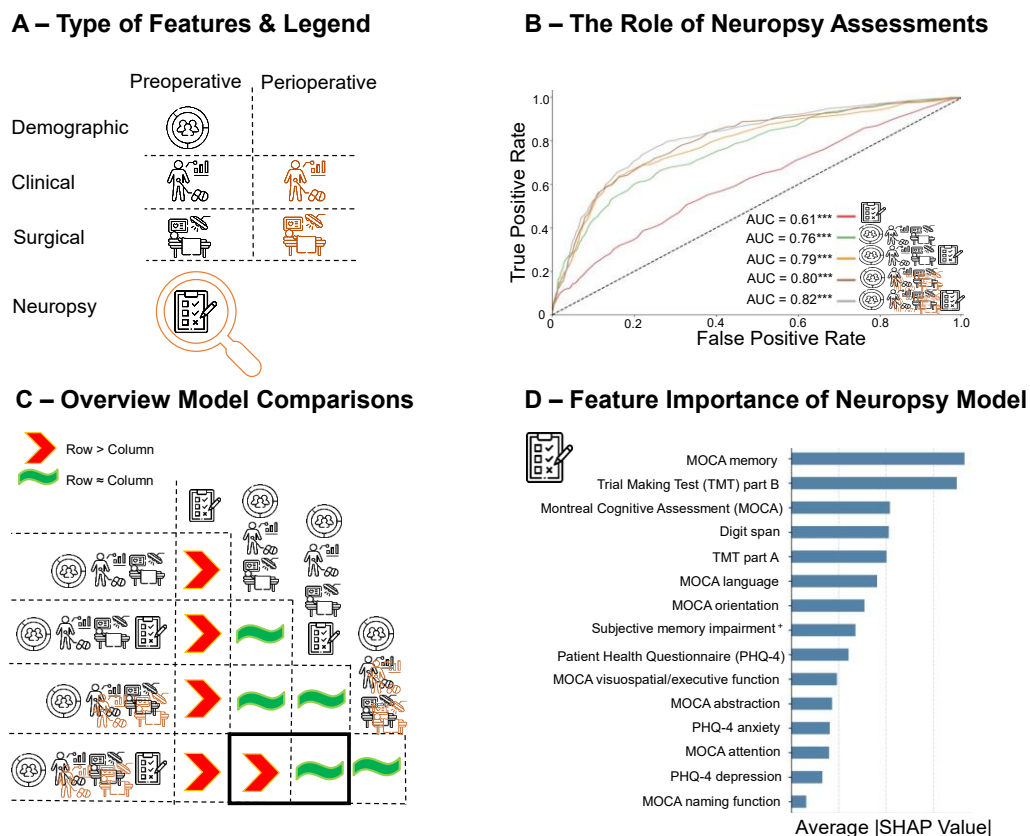 A – Type of Features & Legend
Preoperative
Perioperative
Demographic
Clinical
Surgical
Neuropsy
B – The Role of Neuropsy Assessments
True Positive Rate
1.0
0.8
0.6
0.4
0.2
0
AUC = 0.61***
AUC = 0.76***
AUC = 0.79***
AUC = 0.80***
AUC = 0.82***
0
0.2
0.4
0.6
0.8
1.0
False Positive Rate
C – Overview Model Comparisons
Row > Column
Row ≈ Column
D – Feature Importance of Neuropsy Model
MOCA memory
Trial Making Test (TMT) part B
Montreal Cognitive Assessment (MOCA)
Digit span
TMT part A
MOCA language
MOCA orientation
Subjective memory impairment +
Patient Health Questionnaire (PHQ-4)
MOCA visuospatial/executive function
MOCA abstraction
PHQ-4 anxiety
MOCA attention
PHQ-4 depression
MOCA naming function
Average |SHAP Value|